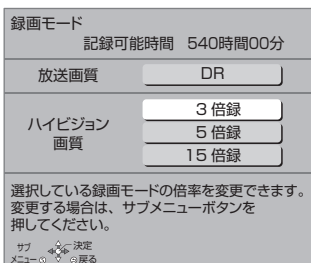 録画モード
記録可能時間 540時間00分
放送画質 DR
ハイビジョン
画質
3 倍録
5 倍録
15 倍録
選択している録画モードの倍率を変更できます。
変更する場合は、サブメニューボタンを
押してください。
サブ 決定
メニュー 戻る